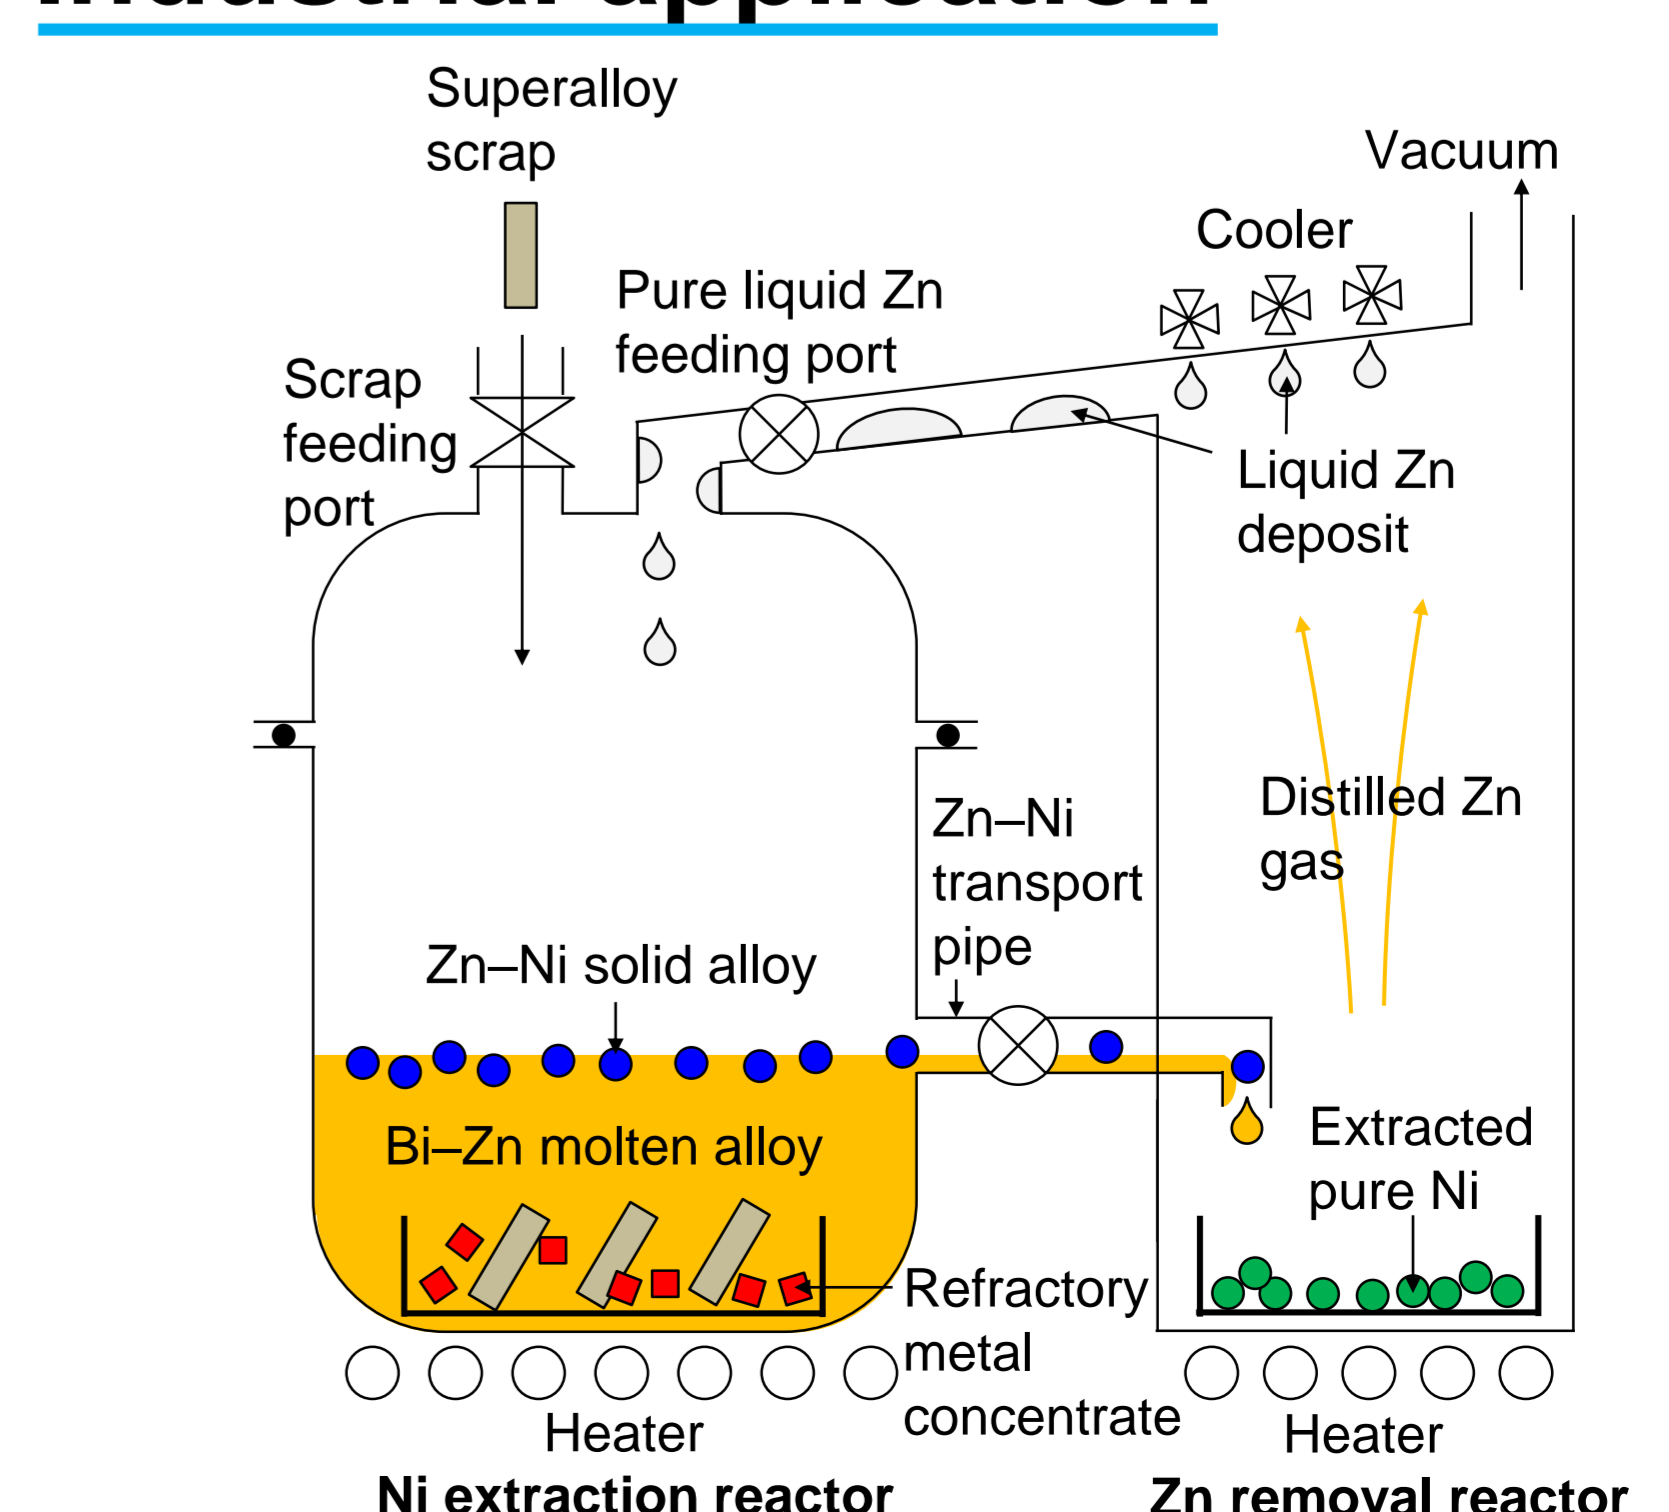 Industrial application
Superalloy
scrap
Vacuum
Cooler
Pure liquid Zn
feeding port
Scrap
feeding
port
Liquid Zn
deposit
Distilled Zn
gas
Zn–Ni
transport
pipe
Zn–Ni solid alloy
Bi–Zn molten alloy
Extracted
pure Ni
Refractory
metal
concentrate
Heater
Heater
Ni extraction reactor
Zn removal reactor